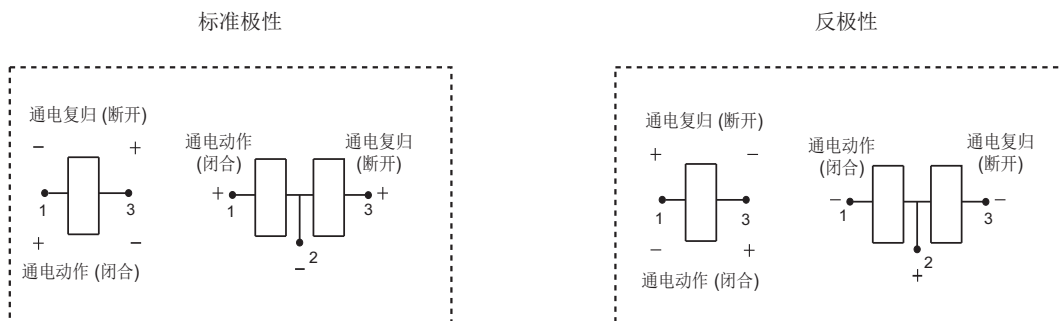 标准极性
反极性
通电复归 (断开)
－ ＋
1 3
＋ －
通电动作 (闭合)
通电动作
(闭合)
通电复归
(断开)
＋ 1 3 ＋
2
－
通电复归 (断开)
＋ －
1 3
－ ＋
通电动作 (闭合)
通电动作
(闭合)
通电复归
(断开)
－ 1 3 －
2
＋